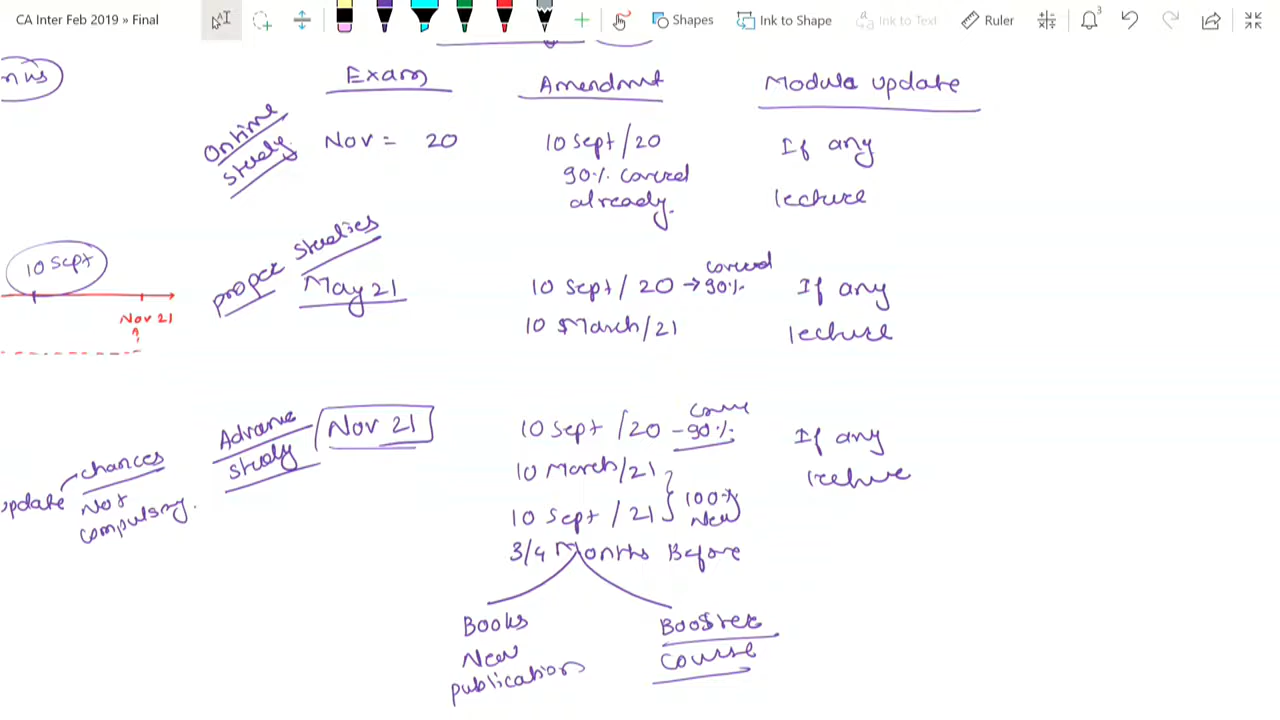 CA Inter Feb 2019 » Final
Shapes
Ink to Shape
Ink to Text
Ruler
3
Exam
Amendmnt
Module update
Ontime
Study.
Nov = 20
10 Sept/20
90% covered
already.
If any
lecture
10 Sept
Nov 21
proper studies
May 21
10 Sept/20 → 90%
covered
10 March/21
If any
lecture
Advance
Study
Nov 21
10 Sept /20 – 90%
10 March/21
10 Sept /21
100%
New
3/4 Months Before
If any
lecture
update
chances
Not
compulsory.
Books
New
publication
Booster
Course